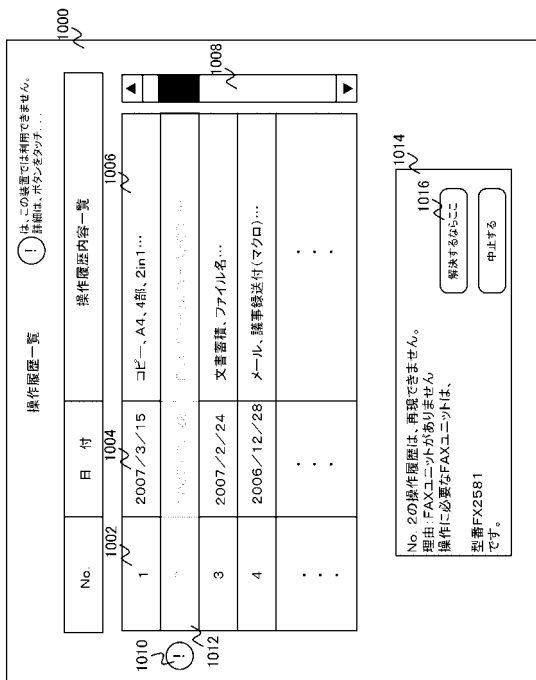 1000
操作履歴一覧
! は、この装置では利用できません。
詳細は、ボタンをタッチ...
No. 日 付 操作履歴内容一覧
1002 1004 1006
1 2007/3/15 コピー、A4、4部、2in1…
1008
1010 !
1012
3 2007/2/24 文書蓄積、ファイル名…
4 2006/12/28 メール、議事録送付(マクロ)…
1014
No. 2の操作履歴は、再現できません。
理由:FAXユニットがありません
操作に必要なFAXユニットは、
型番FX2581
です。
1016
解決するならここ
中止する